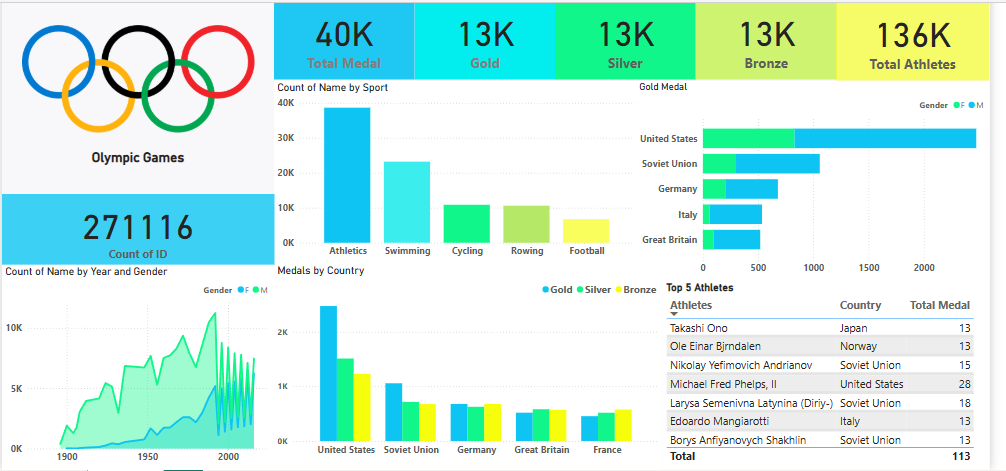 Olympic Games
271116
Count of ID
40K
Total Medal
13K
Gold
13K
Silver
13K
Bronze
136K
Total Athletes
Count of Name by Sport
40K
30K
20K
10K
0K
Athletics Swimming Cycling Rowing Football
Gold Medal
Gender F M
United States
Soviet Union
Germany
Italy
Great Britain
0 500 1000 1500 2000
Count of Name by Year and Gender
Gender F M
10K
5K
0K
1900 1950 2000
Medals by Country
Gold Silver Bronze
2K
1K
0K
United States Soviet Union Germany Great Britain France
Top 5 Athletes
Athletes Country Total Medal
Takashi Ono Japan 13
Ole Einar Bjrndalen Norway 13
Nikolay Yefimovich Andrianov Soviet Union 15
Michael Fred Phelps, II United States 28
Larysa Semenivna Latynina (Diriy-) Soviet Union 18
Edoardo Mangiarotti Italy 13
Borys Anfiyanovych Shakhlin Soviet Union 13
Total 113